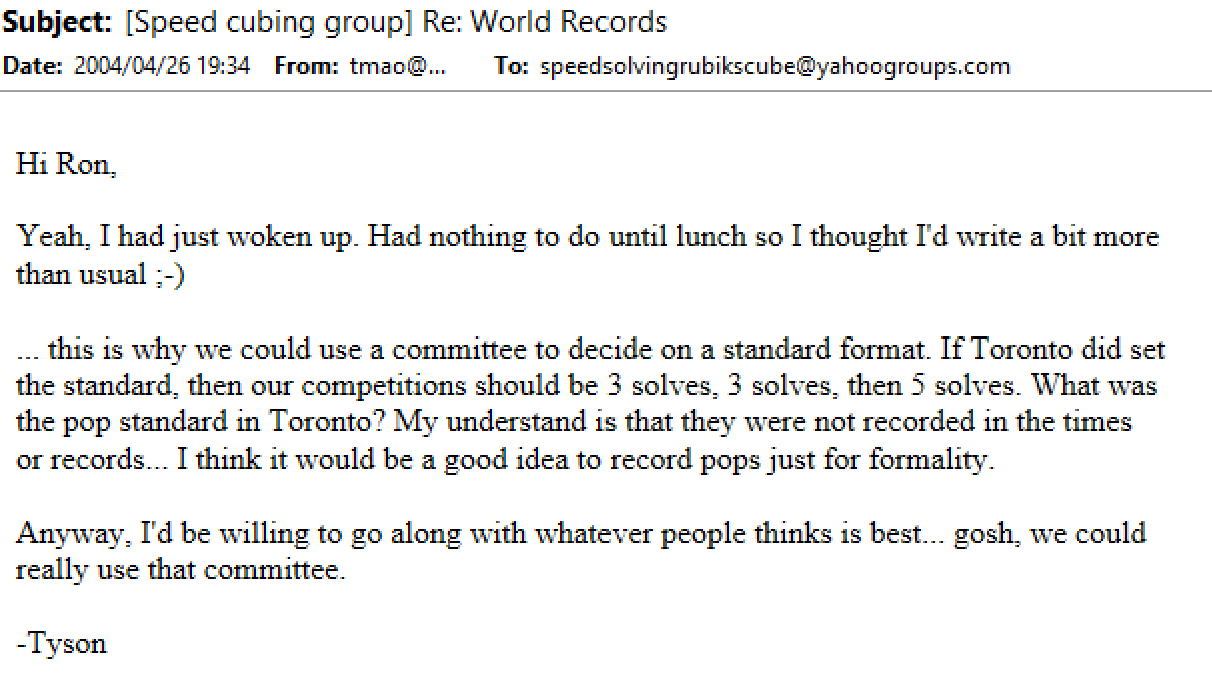 Subject: [Speed cubing group] Re: World Records
Date: 2004/04/26 19:34 From: tmao@... To: speedsolvingrubikscube@yahoogroups.com
Hi Ron,
Yeah, I had just woken up. Had nothing to do until lunch so I thought I'd write a bit more
than usual ;-)
... this is why we could use a committee to decide on a standard format. If Toronto did set
the standard, then our competitions should be 3 solves, 3 solves, then 5 solves. What was
the pop standard in Toronto? My understand is that they were not recorded in the times
or records... I think it would be a good idea to record pops just for formality.
Anyway, I'd be willing to go along with whatever people thinks is best... gosh, we could
really use that committee.
-Tyson